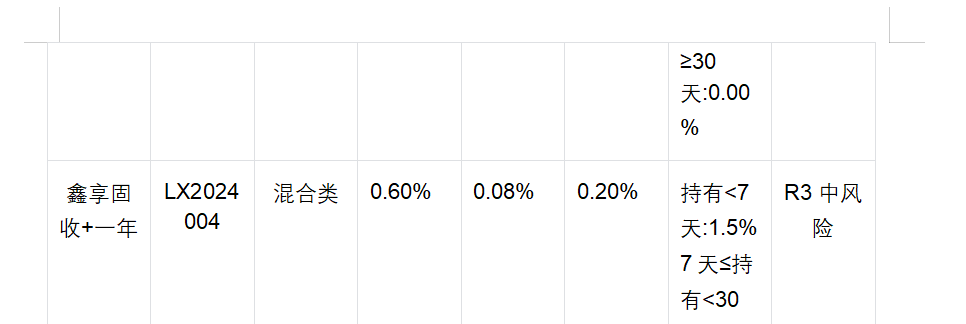 ≥30
天:0.00
%
鑫享固
收+一年
LX2024
004
混合类
0.60%
0.08%
0.20%
持有<7
天:1.5%
7 天≤持
有<30
R3 中风
险